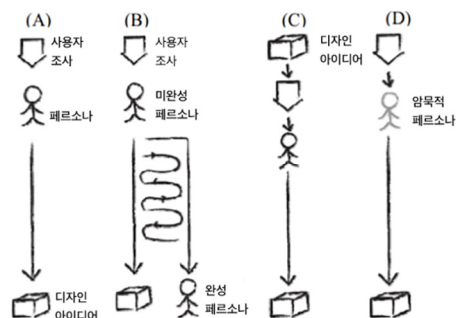 (A)
(B)
(C)
(D)
사용자
조사
사용자
조사
디자인
아이디어
페르소나
미완성
페르소나
암묵적
페르소나
디자인
아이디어
완성
페르소나